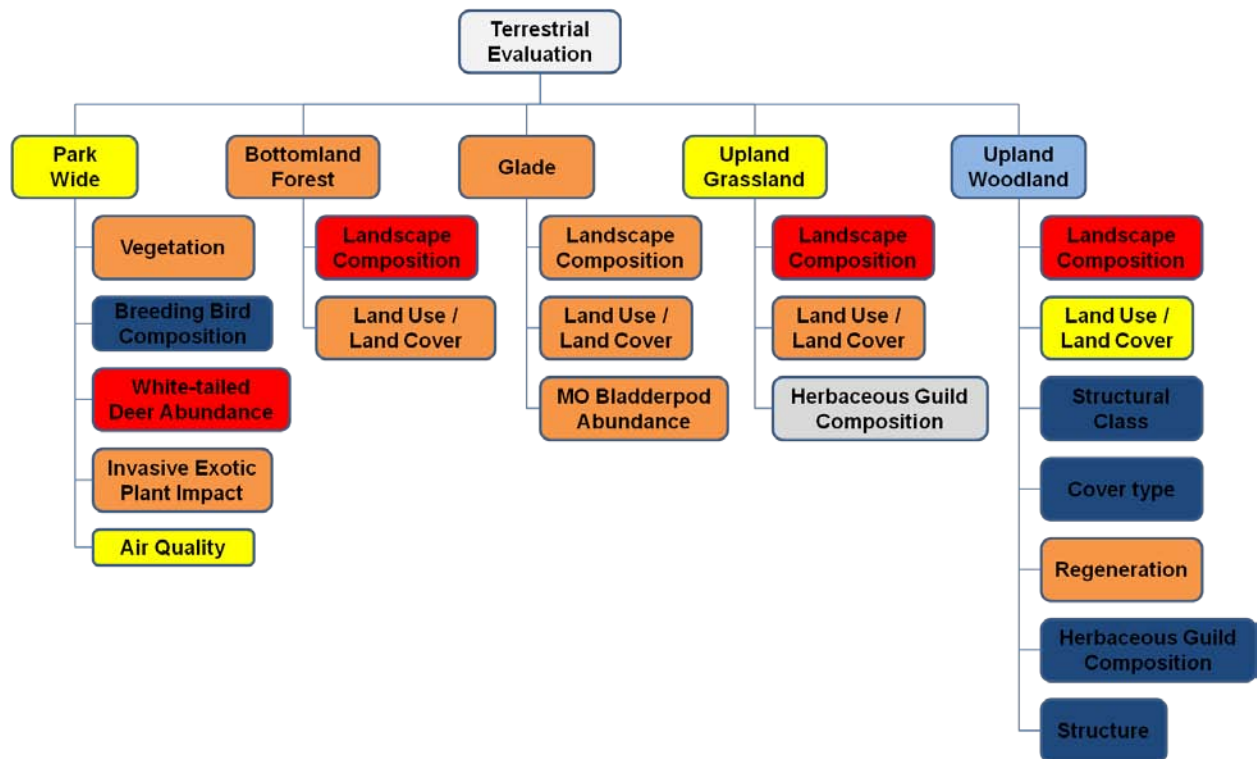 Terrestrial
Evaluation
Park
Wide
Vegetation
Breeding Bird
Composition
White-tailed
Deer Abundance
Invasive Exotic
Plant Impact
Air Quality
Bottomland
Forest
Landscape
Composition
Land Use /
Land Cover
Glade
Landscape
Composition
Land Use /
Land Cover
MO Bladderpod
Abundance
Upland
Grassland
Landscape
Composition
Land Use /
Land Cover
Herbaceous Guild
Composition
Upland
Woodland
Landscape
Composition
Land Use /
Land Cover
Structural
Class
Cover type
Regeneration
Herbaceous Guild
Composition
Structure